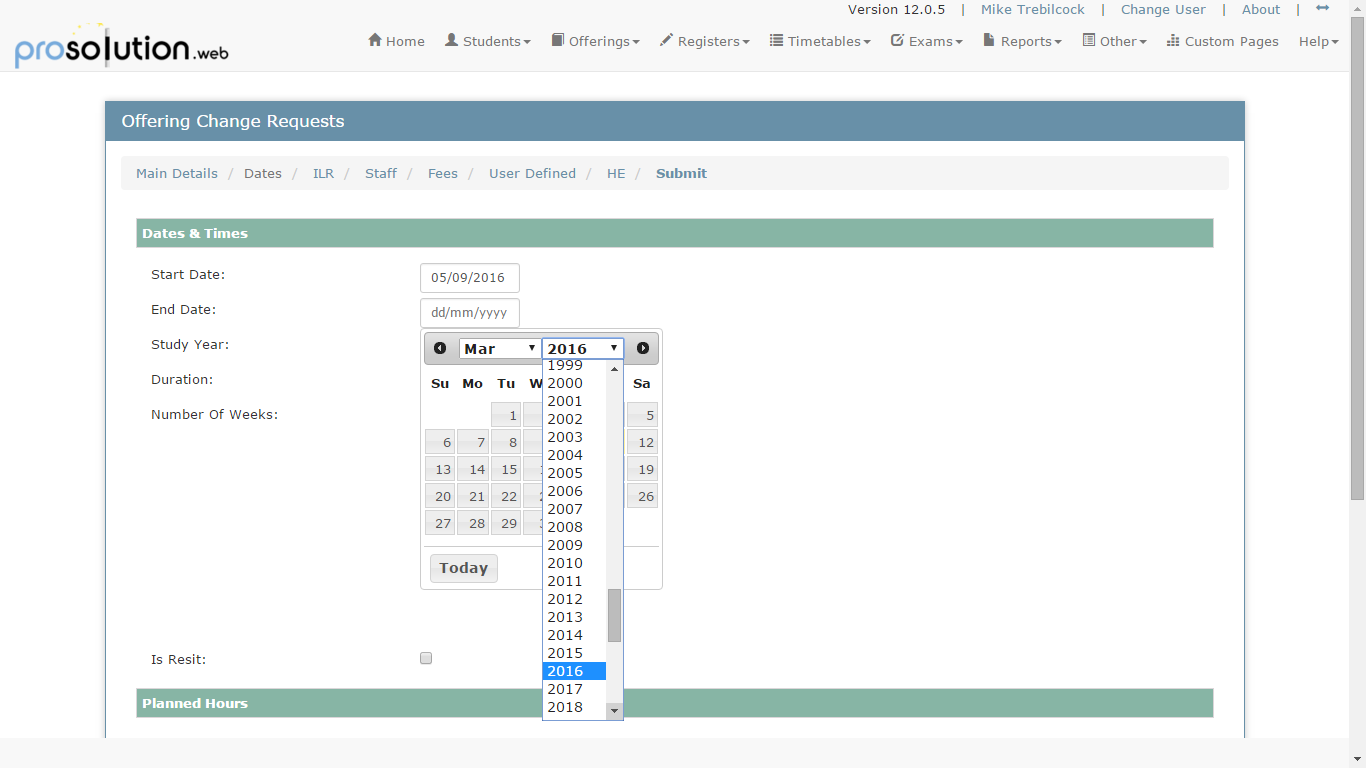 Version 12.0.5 | Mike Trebilcock | Change User | About |
prosolution.web
Home Students Offerings Registers Timetables Exams Reports Other Custom Pages Help
Offering Change Requests
Main Details / Dates / ILR / Staff / Fees / User Defined / HE / Submit
Dates & Times
Start Date: 05/09/2016
End Date: dd/mm/yyyy
Study Year:
Mar 2016
Duration:
Number Of Weeks:
Su Mo Tu Sa
1 5
6 7 8 12
13 14 15 19
20 21 22 26
27 28 29
Today
1999
2000
2001
2002
2003
2004
2005
2006
2007
2008
2009
2010
2011
2012
2013
2014
2015
2016
2017
2018
Is Resit:
Planned Hours